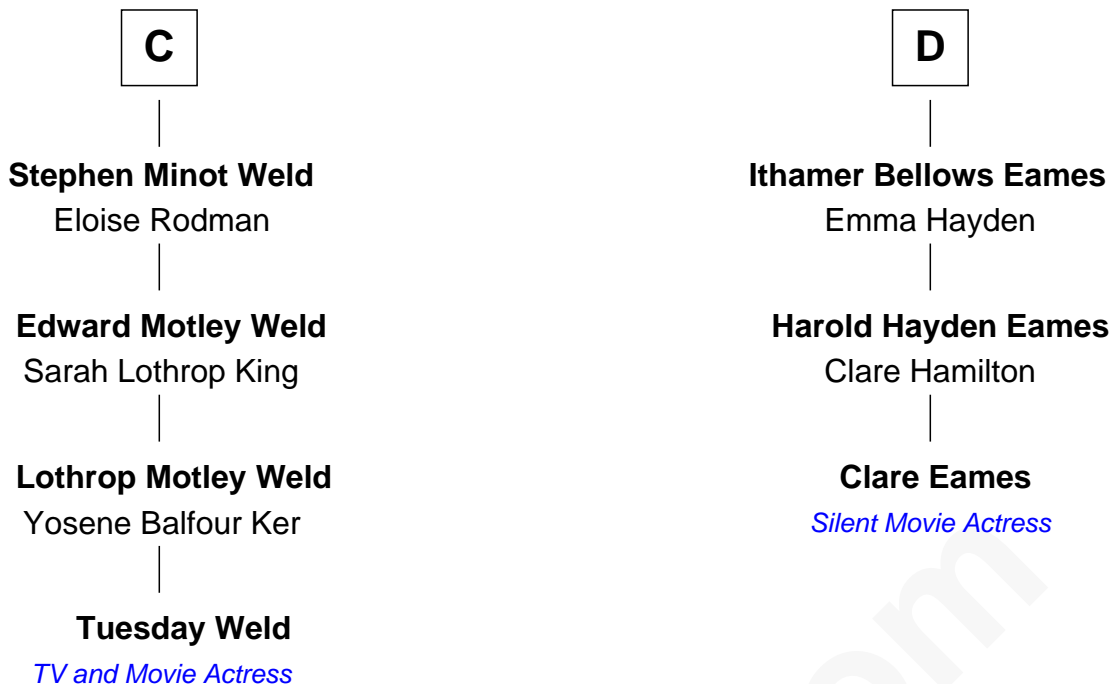 C
Stephen Minot Weld
Eloise Rodman
Edward Motley Weld
Sarah Lothrop King
Lothrop Motley Weld
Yosene Balfour Ker
Tuesday Weld
TV and Movie Actress
D
Ithamer Bellows Eames
Emma Hayden
Harold Hayden Eames
Clare Hamilton
Clare Eames
Silent Movie Actress
om